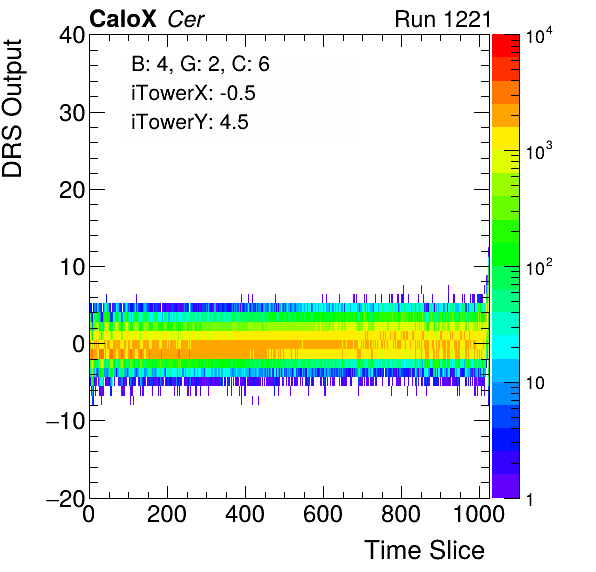 CaloX Cer Run 1221
B: 4, G: 2, C: 6
iTowerX: -0.5
iTowerY: 4.5
DRS Output
40
30
20
10
0
−10
−20
0 200 400 600 800 1000
Time Slice
10^4
10^3
10^2
10
1